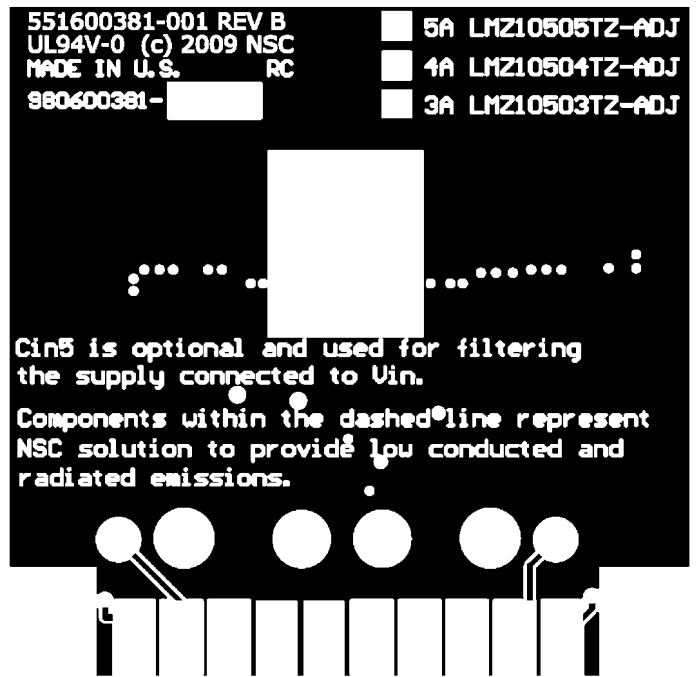 551600381-001 REV B
UL94V-0 (c) 2009 NSC
MADE IN U.S. RC
980600381-
5A LMZ10505TZ-ADJ
4A LMZ10504TZ-ADJ
3A LMZ10503TZ-ADJ
Cin5 is optional and used for filtering
the supply connected to Vin.
Components within the dashed line represent
NSC solution to provide low conducted and
radiated emissions.